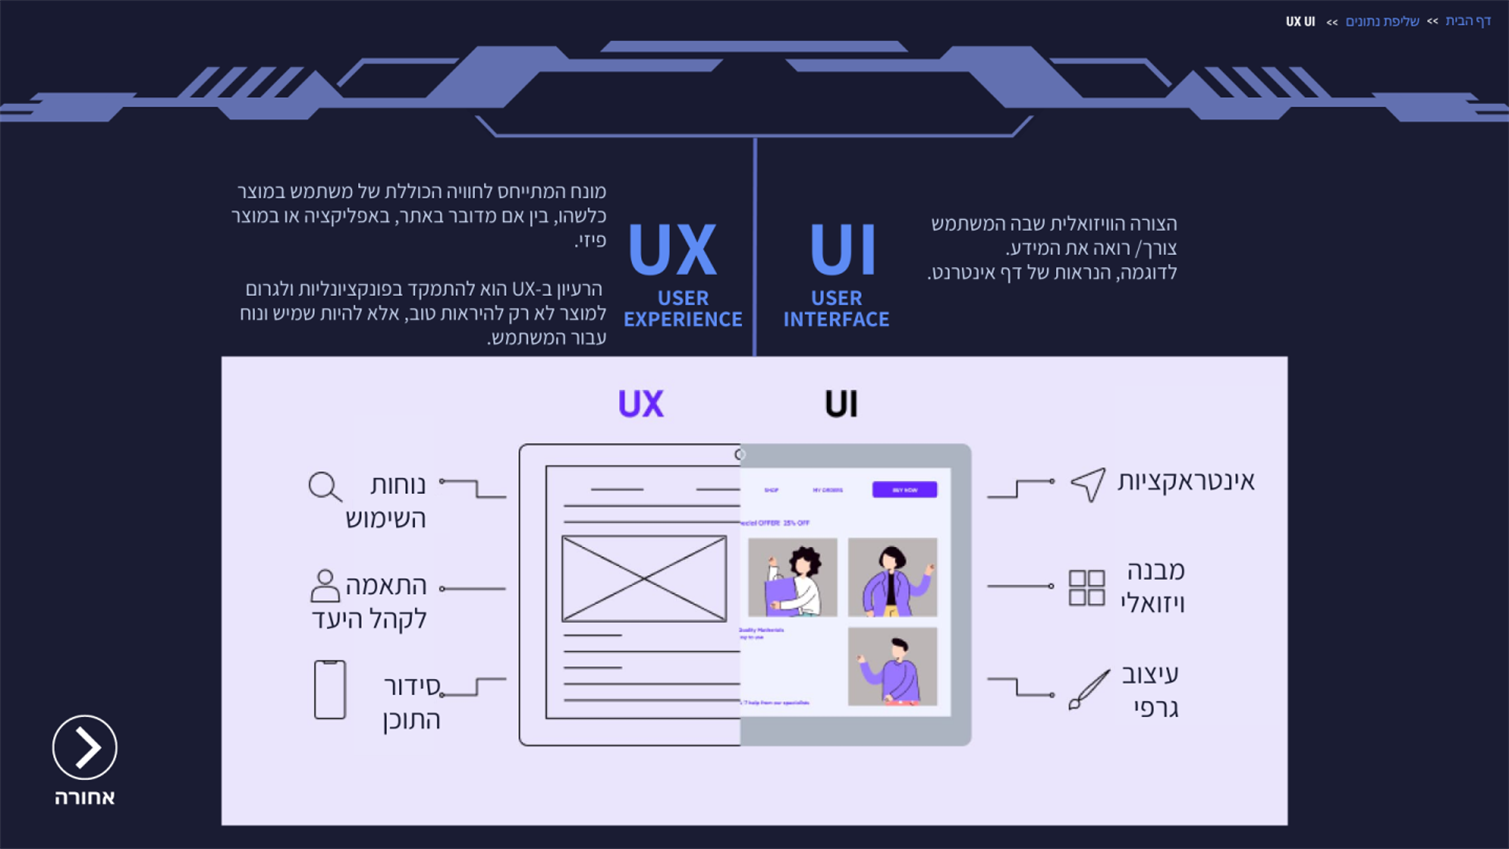 דף הבית >> שליפת נתונים >> UX UI
הצורה הוויזואלית שבה המשתמש
צורך/ רואה את המידע.
לדוגמה, הנראות של דף אינטרנט.
UI
USER
INTERFACE
UX
USER
EXPERIENCE
מונח המתייחס לחוויה הכוללת של משתמש במוצר
כלשהו, בין אם מדובר באתר, באפליקציה או במוצר
פיזי.
הרעיון ב-UX הוא להתמקד בפונקציונליות ולגרום
למוצר לא רק להיראות טוב, אלא להיות שמיש ונוח
עבור המשתמש.
UI
UX
אינטראקציות
מבנה
ויזואלי
עיצוב
גרפי
SHOP
MY ORDERS
BUY NOW
OFFER! 25% OFF
Quality Materials
to use
help from our specialists
נוחות
השימוש
התאמה
לקהל היעד
סידור
התוכן
אחורה